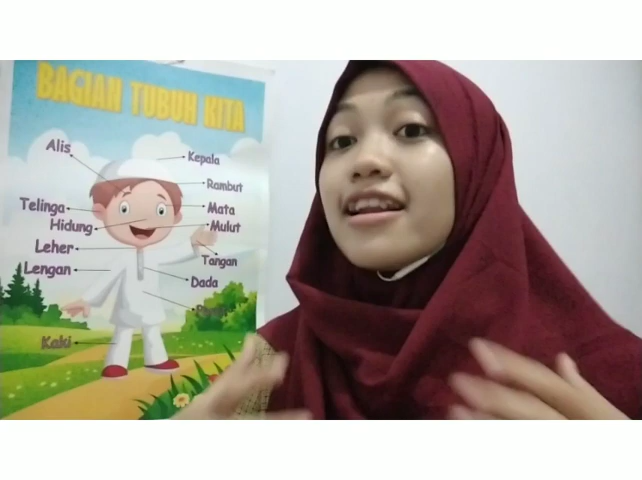 BAGIAN TUBUH KITA
Alis
Kepala
Rambut
Telinga
Mata
Hidung
Mulut
Leher
Tangan
Lengan
Dada
Kaki